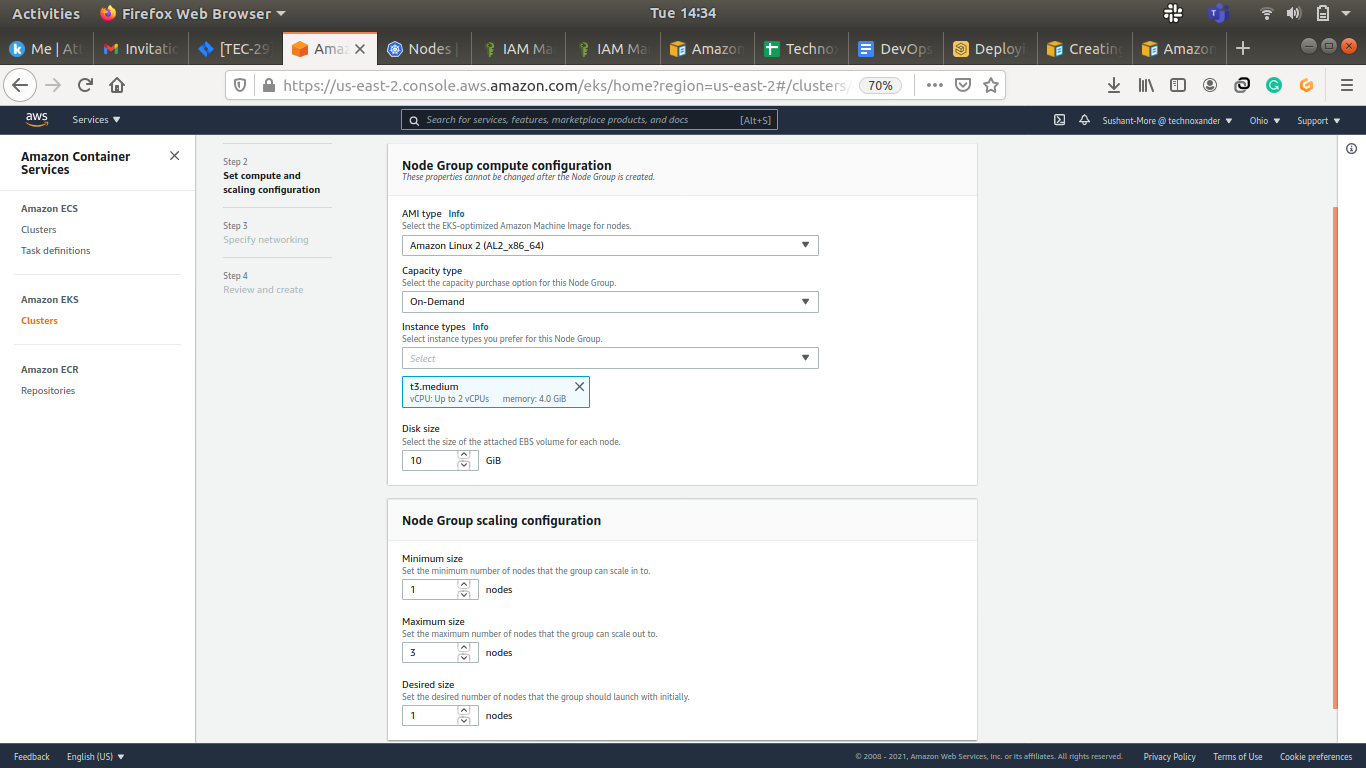 Activities Firefox Web Browser Tue 14:34
Me | Atl Invitatio [TEC-29 Amaz Nodes | IAM Ma IAM Ma Amazon Technox DevOps Deployi Creating Amazon
https://us-east-2.console.aws.amazon.com/eks/home?region=us-east-2#/clusters/ 70%
aws Services Search for services, features, marketplace products, and docs [Alt+S] Sushant-More @ technoxander Ohio Support
Amazon Container
Services
Amazon ECS
Clusters
Task definitions
Amazon EKS
Clusters
Amazon ECR
Repositories
Step 2
Set compute and
scaling configuration
Step 3
Specify networking
Step 4
Review and create
Node Group compute configuration
These properties cannot be changed after the Node Group is created.
AMI type Info
Select the EKS-optimized Amazon Machine Image for nodes.
Amazon Linux 2 (AL2_x86_64)
Capacity type
Select the capacity purchase option for this Node Group.
On-Demand
Instance types Info
Select instance types you prefer for this Node Group.
Select
t3.medium
vCPU: Up to 2 vCPUs memory: 4.0 GiB
Disk size
Select the size of the attached EBS volume for each node.
10 GiB
Node Group scaling configuration
Minimum size
Set the minimum number of nodes that the group can scale in to.
1 nodes
Maximum size
Set the maximum number of nodes that the group can scale out to.
3 nodes
Desired size
Set the desired number of nodes that the group should launch with initially.
1 nodes
Feedback English (US) © 2008 - 2021, Amazon Web Services, Inc. or its affiliates. All rights reserved. Privacy Policy Terms of Use Cookie preferences